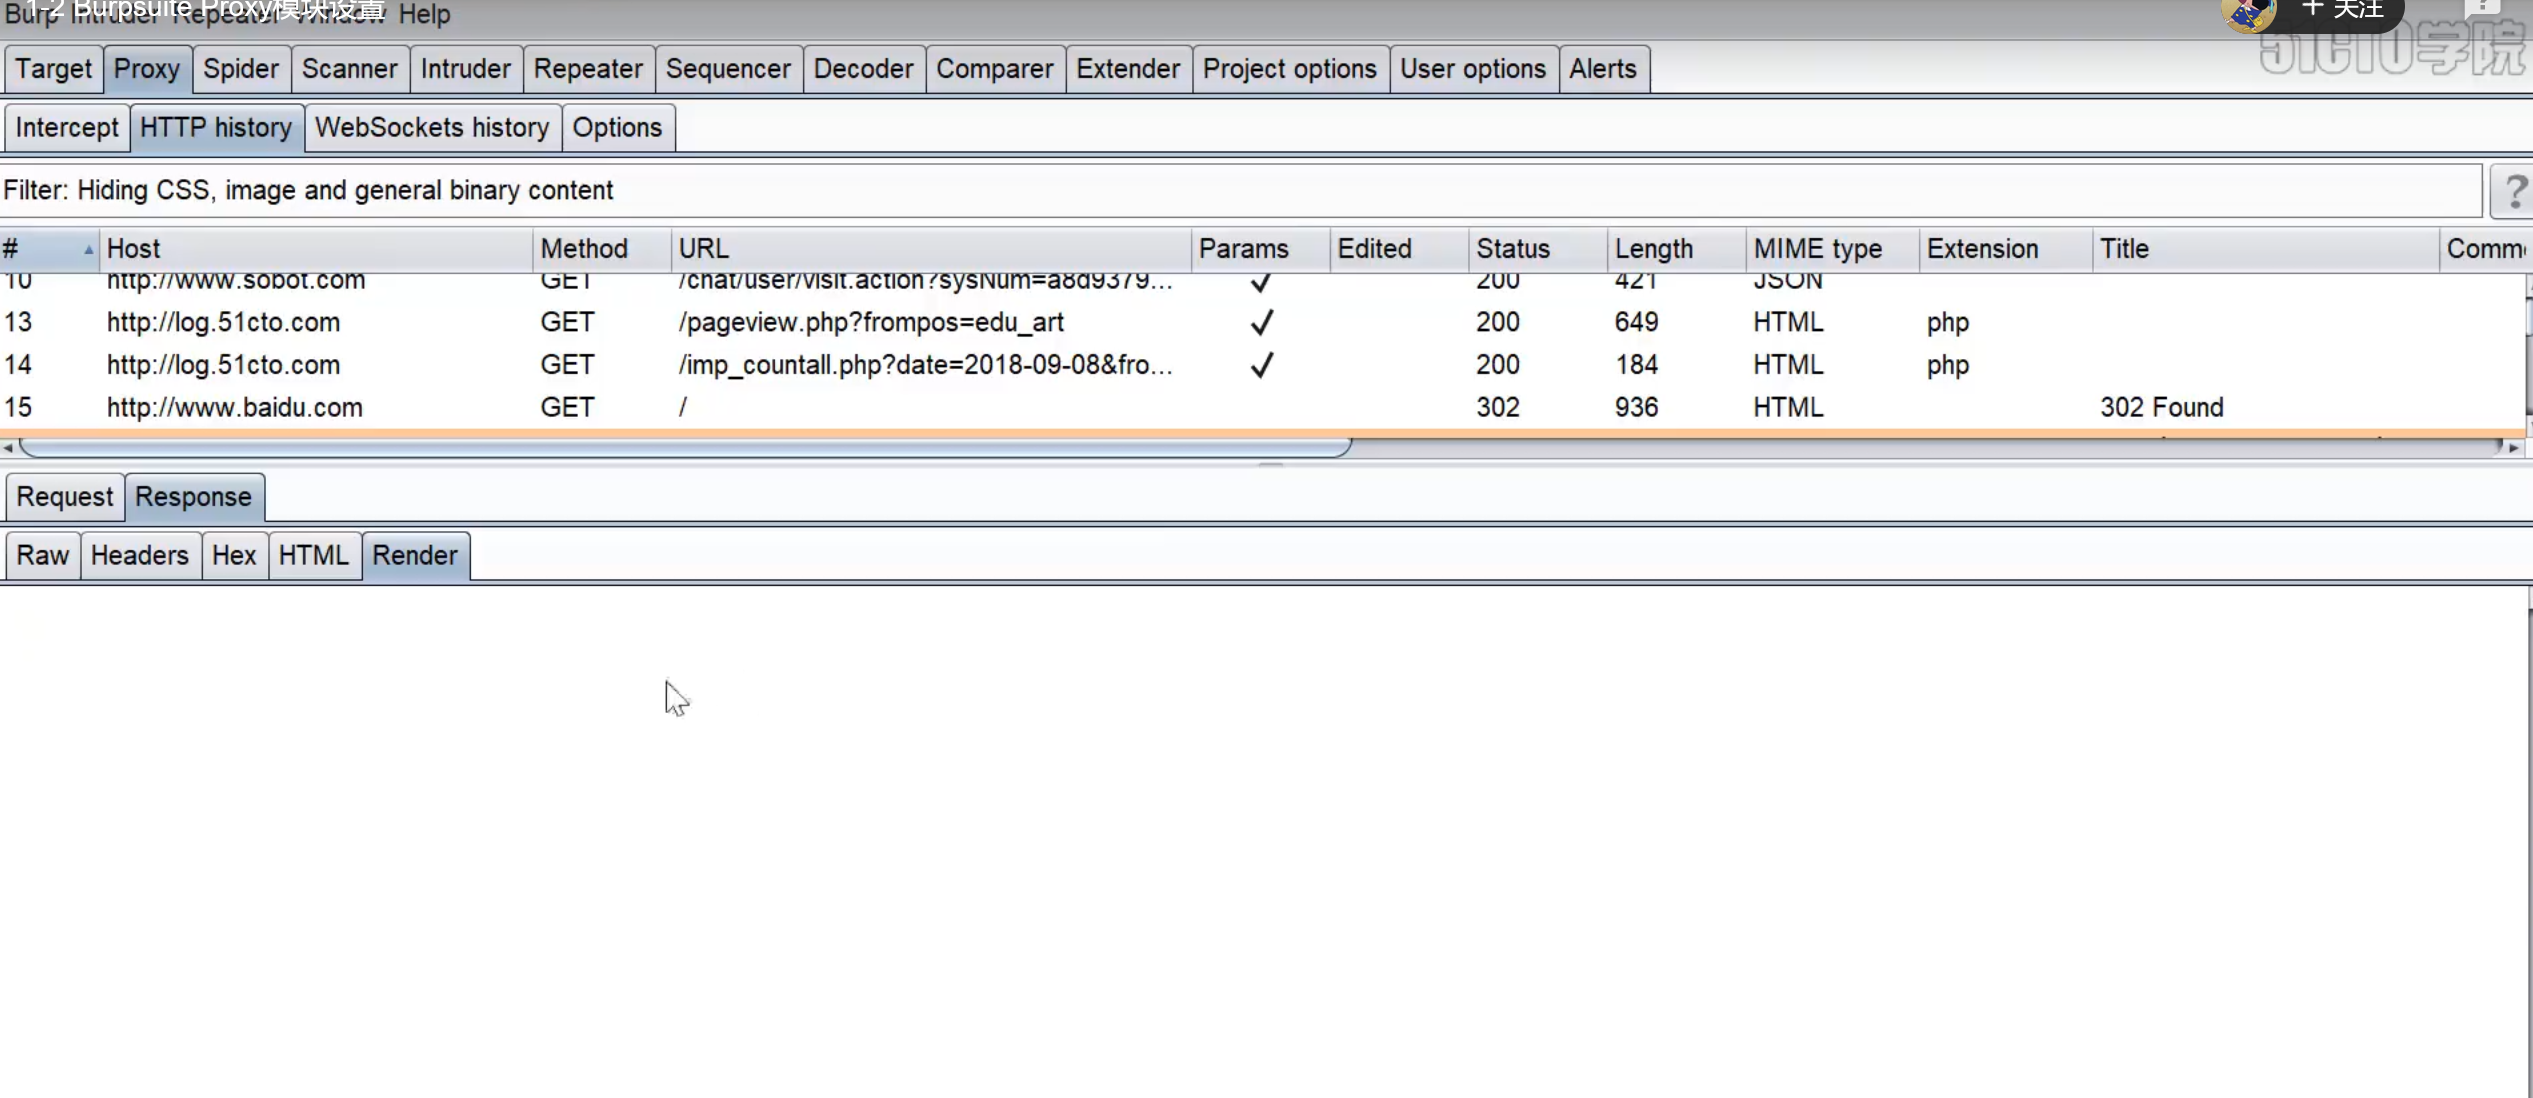 1-2 Burpsuite Proxy模块设置
Burp Intruder Repeater Window Help
+ 关注
51CTO学院
Target Proxy Spider Scanner Intruder Repeater Sequencer Decoder Comparer Extender Project options User options Alerts
Intercept HTTP history WebSockets history Options
Filter: Hiding CSS, image and general binary content ?
# Host Method URL Params Edited Status Length MIME type Extension Title Comme
10 http://www.sobot.com GET /chat/user/visit.action?sysNum=a8d9379... ✓ 200 421 JSON
13 http://log.51cto.com GET /pageview.php?frompos=edu_art ✓ 200 649 HTML php
14 http://log.51cto.com GET /imp_countall.php?date=2018-09-08&fro... ✓ 200 184 HTML php
15 http://www.baidu.com GET / 302 936 HTML 302 Found
Request Response
Raw Headers Hex HTML Render